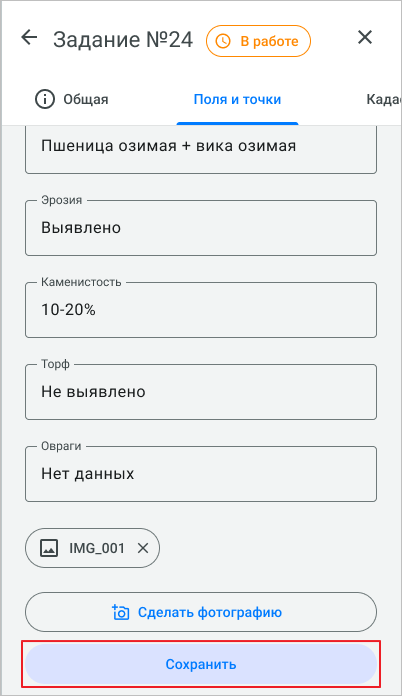 Задание №24 В работе
Общая Поля и точки Када
Пшеница озимая + вика озимая
Эрозия
Выявлено
Каменистость
10-20%
Торф
Не выявлено
Овраги
Нет данных
IMG_001
Сделать фотографию
Сохранить